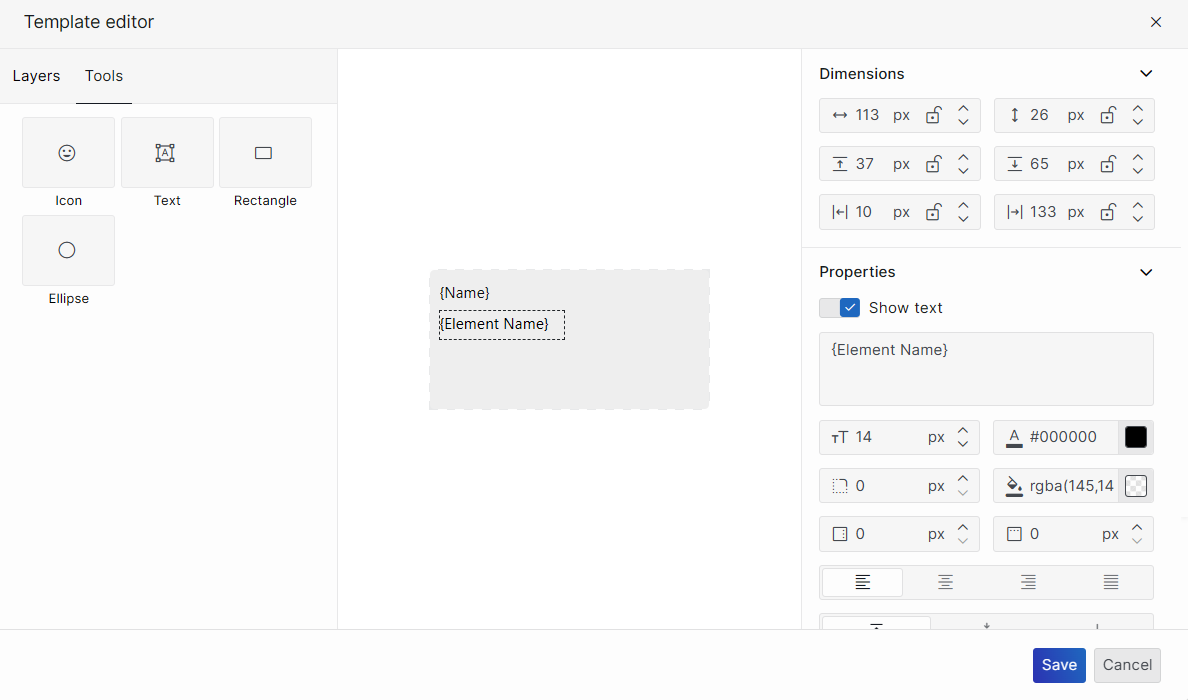 Template editor
Layers Tools
Icon Text Rectangle
Ellipse
{Name}
{Element Name}
Dimensions
113 px 26 px
37 px 65 px
10 px 133 px
Properties
Show text
{Element Name}
14 px #000000
0 px rgba(145,14
0 px 0 px
Save Cancel